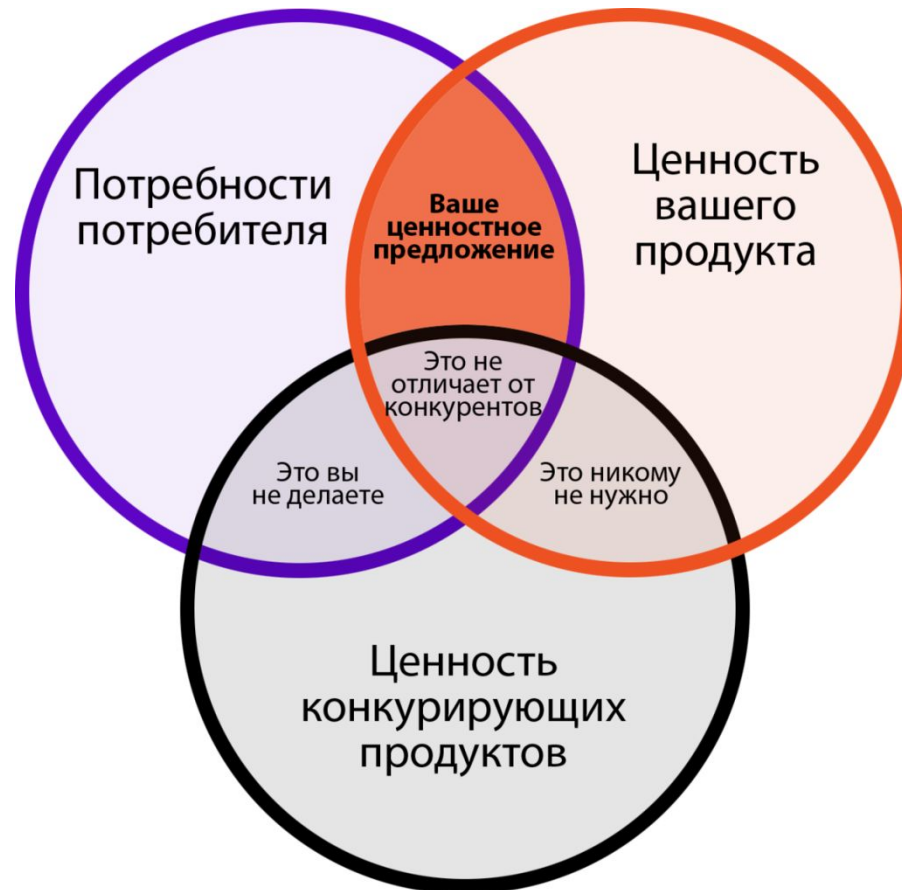 Потребности
потребителя
Ваше
ценностное
предложение
Ценность
вашего
продукта
Это не
отличает от
конкурентов
Это вы
не делаете
Это никому
не нужно
Ценность
конкурирующих
продуктов